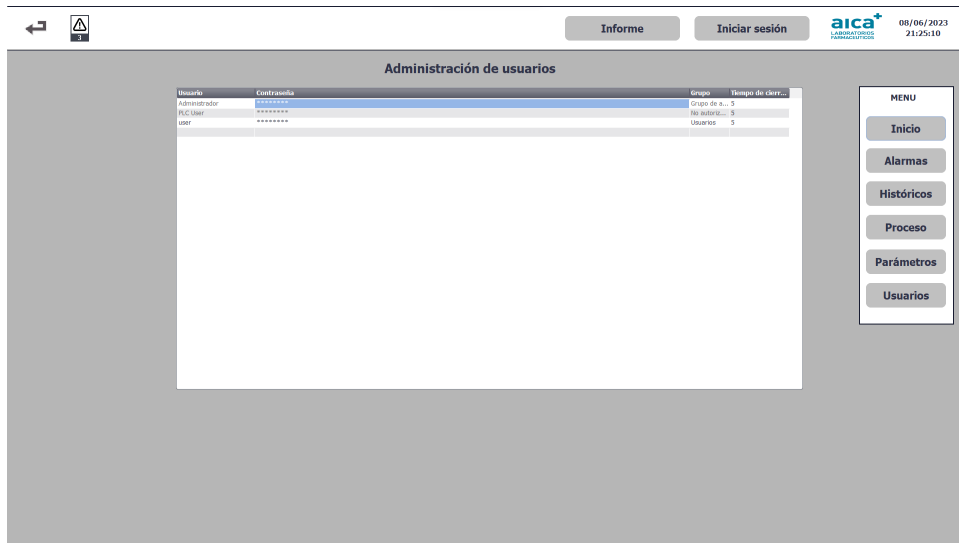 3
Informe
Iniciar sesión
aica+
LABORATORIOS
FARMACÉUTICOS
08/06/2023
21:25:10
Administración de usuarios
Usuario Contraseña Grupo Tiempo de cierr...
Administrador ******** Grupo de a... 5
PLC User ******** No autoriz... 5
user ******** Usuarios 5
MENU
Inicio
Alarmas
Históricos
Proceso
Parámetros
Usuarios